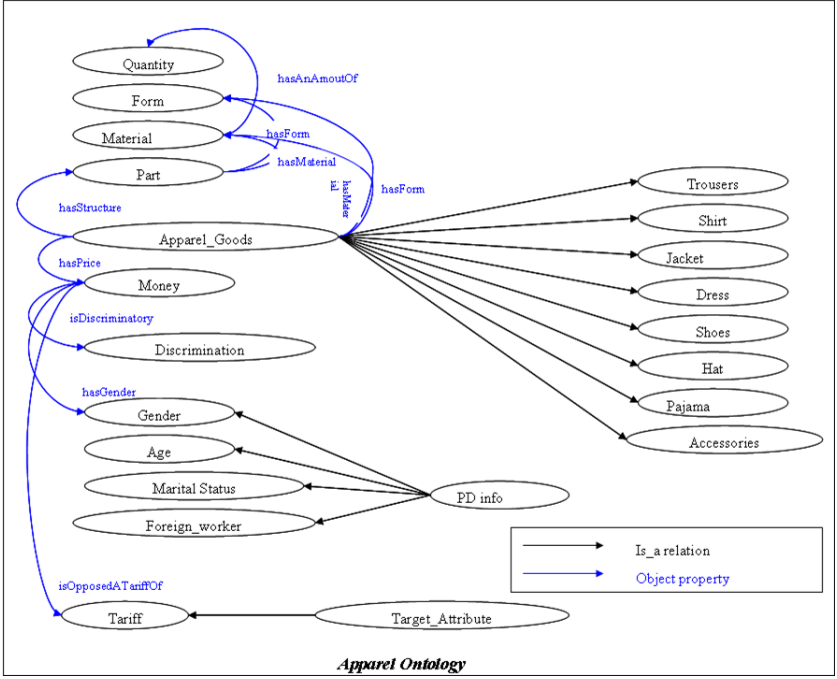 Quantity
hasAnAmoutOf
Form
hasForm
Material
hasMaterial
Part
hasMater
ial
hasForm
Trousers
hasStructure
Shirt
Apparel_Goods
Jacket
hasPrice
Money
Dress
isDiscriminatory
Shoes
Discrimination
Hat
hasGender
Pajama
Gender
Accessories
Age
Marital Status
PD info
Foreign_worker
Is_a relation
Object property
isOpposedATariffOf
Tariff
Target_Attribute
Apparel Ontology